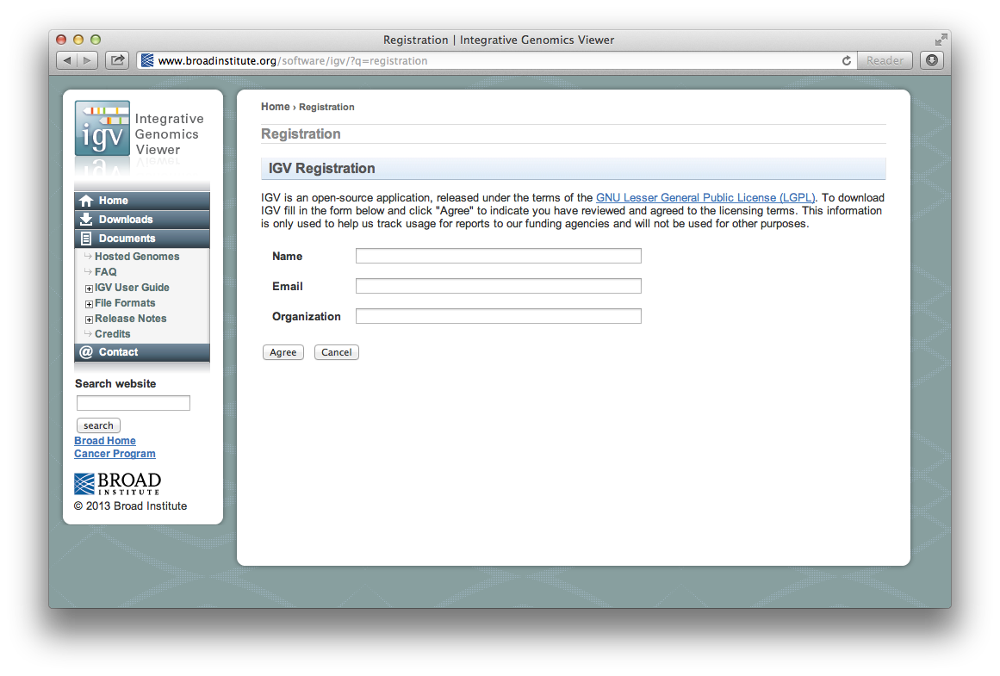 Registration | Integrative Genomics Viewer
www.broadinstitute.org/software/igv/?q=registration
Reader
igv
Integrative
Genomics
Viewer
Home
Downloads
Documents
Hosted Genomes
FAQ
IGV User Guide
File Formats
Release Notes
Credits
@ Contact
Search website
search
Broad Home
Cancer Program
BROAD
INSTITUTE
© 2013 Broad Institute
Home › Registration
Registration
IGV Registration
IGV is an open-source application, released under the terms of the GNU Lesser General Public License (LGPL). To download
IGV fill in the form below and click "Agree" to indicate you have reviewed and agreed to the licensing terms. This information
is only used to help us track usage for reports to our funding agencies and will not be used for other purposes.
Name
Email
Organization
Agree Cancel